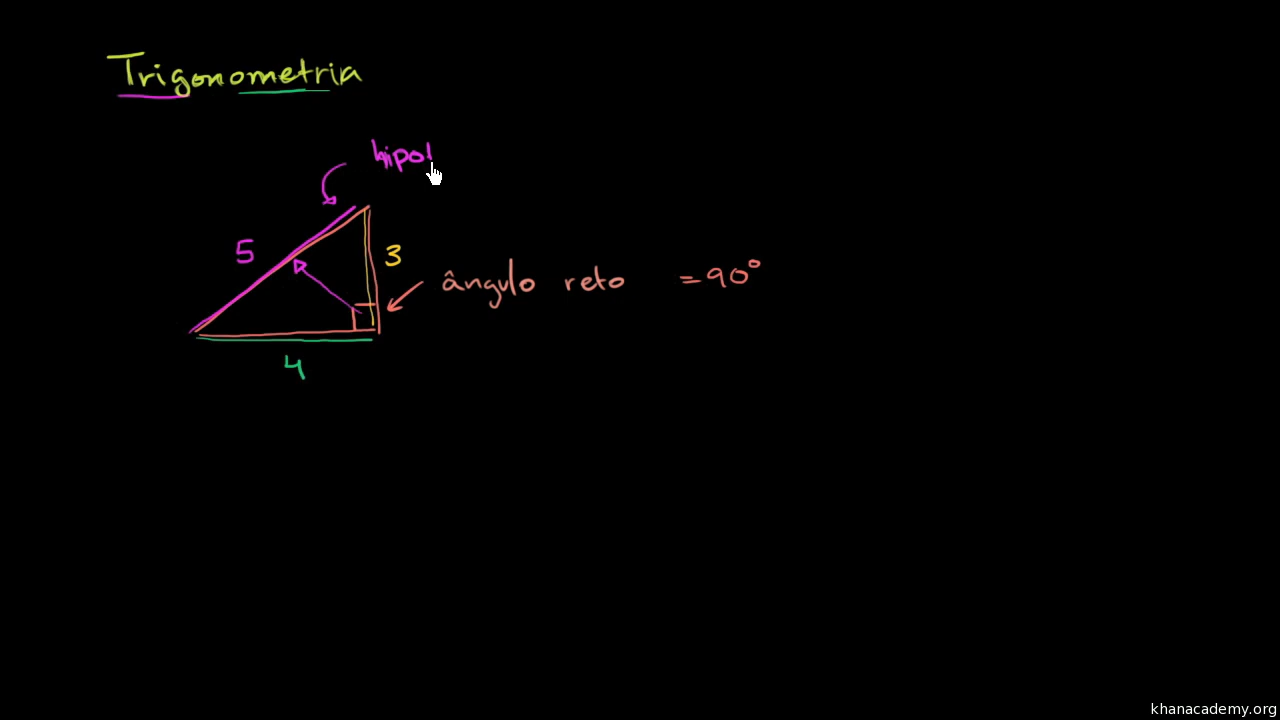 Trigonometria
hipo
5
3
ângulo reto = 90°
4
khanacademy.org